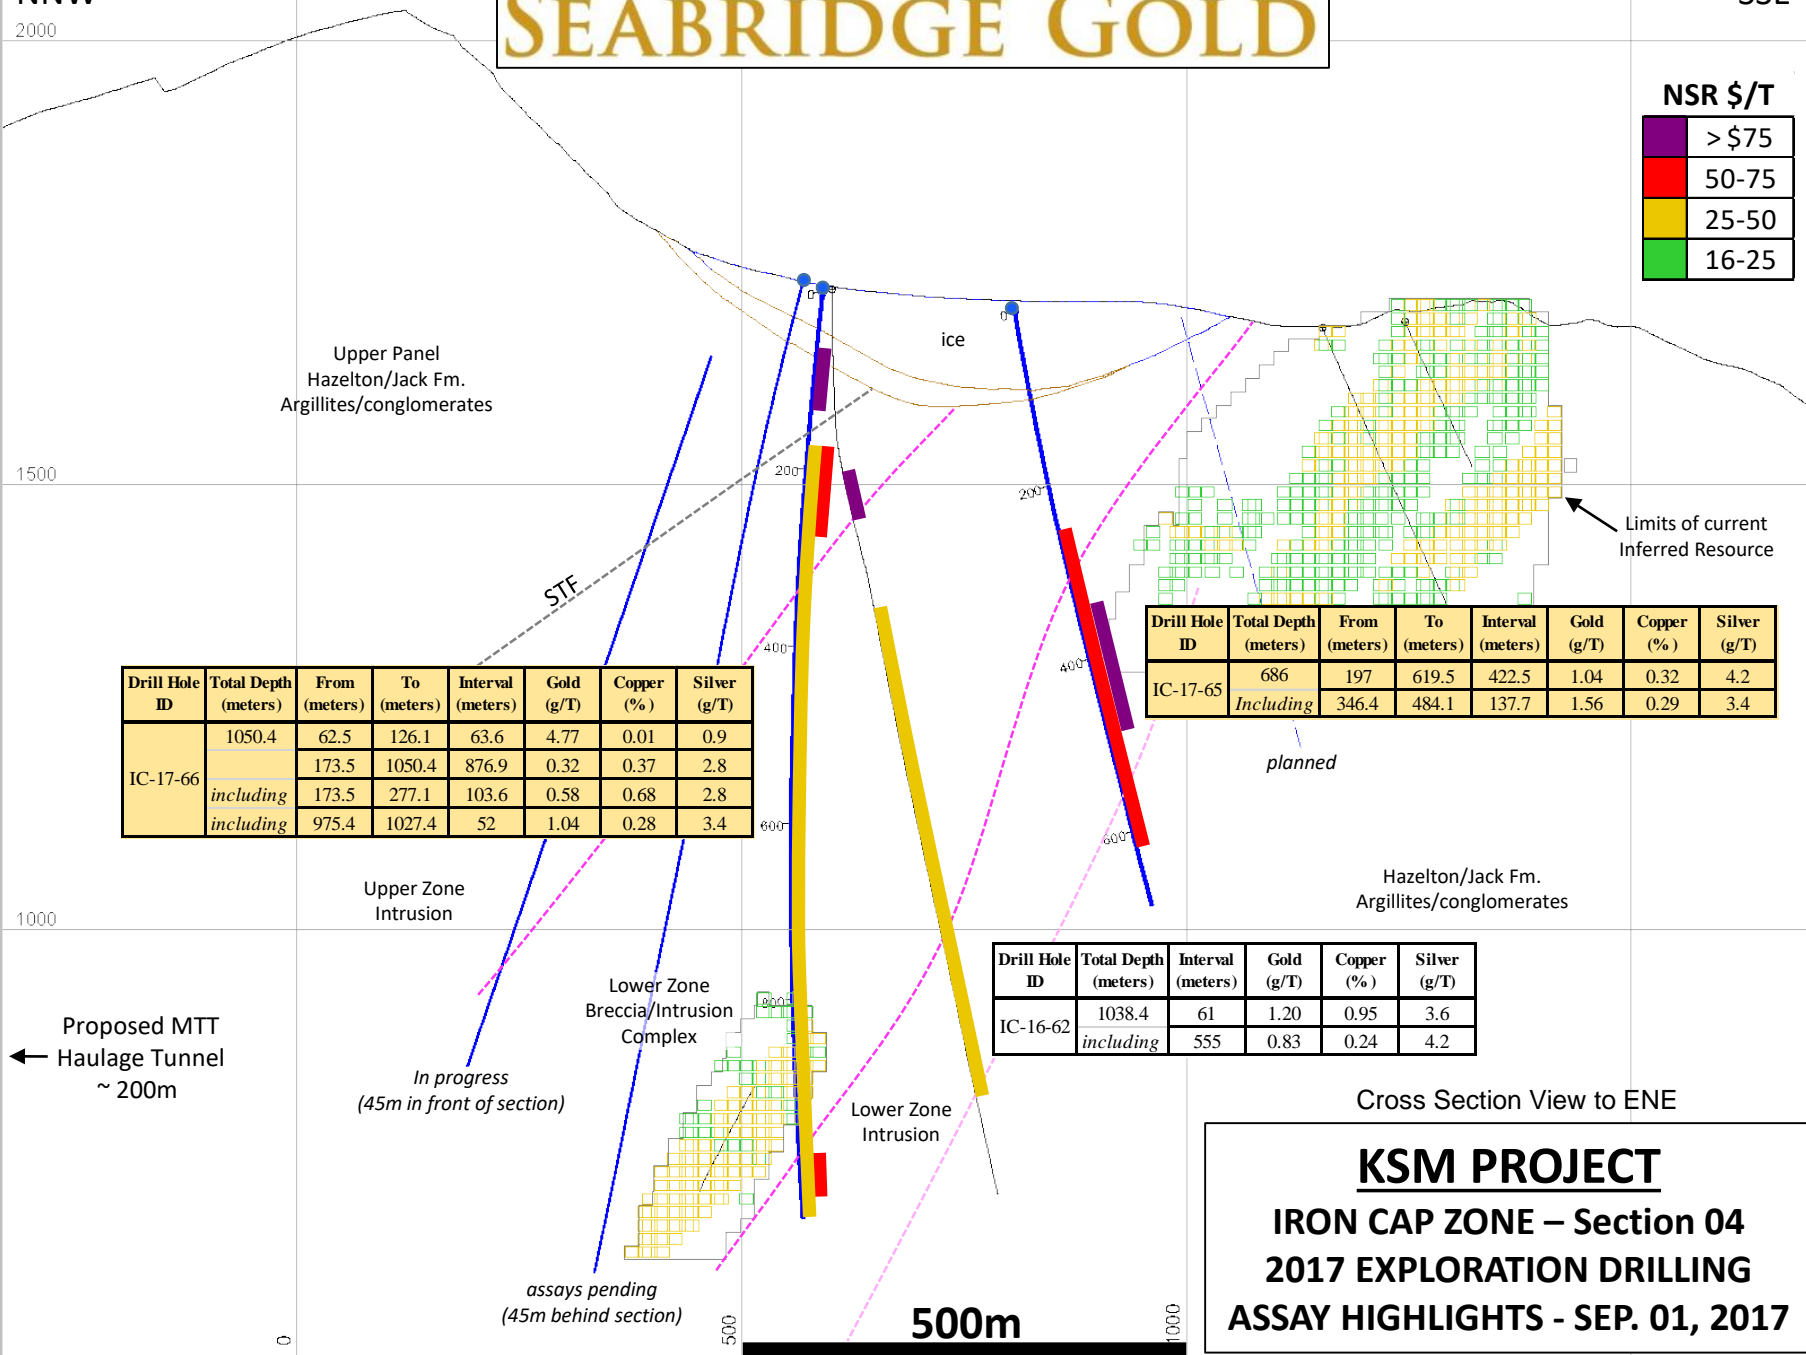 NNW
SSE
SEABRIDGE GOLD
2000
1500
1000
NSR $/T
> $75
50-75
25-50
16-25
Upper Panel
Hazelton/Jack Fm.
Argillites/conglomerates
ice
0
0
200
200
400
400
600
600
800
STF
Limits of current
Inferred Resource
Drill Hole ID Total Depth (meters) From (meters) To (meters) Interval (meters) Gold (g/T) Copper (%) Silver (g/T)
IC-17-65 686 197 619.5 422.5 1.04 0.32 4.2
Including 346.4 484.1 137.7 1.56 0.29 3.4
planned
Drill Hole ID Total Depth (meters) From (meters) To (meters) Interval (meters) Gold (g/T) Copper (%) Silver (g/T)
IC-17-66 1050.4 62.5 126.1 63.6 4.77 0.01 0.9
173.5 1050.4 876.9 0.32 0.37 2.8
including 173.5 277.1 103.6 0.58 0.68 2.8
including 975.4 1027.4 52 1.04 0.28 3.4
Upper Zone
Intrusion
Hazelton/Jack Fm.
Argillites/conglomerates
Drill Hole ID Total Depth (meters) Interval (meters) Gold (g/T) Copper (%) Silver (g/T)
IC-16-62 1038.4 61 1.20 0.95 3.6
including 555 0.83 0.24 4.2
Lower Zone
Breccia/Intrusion
Complex
Proposed MTT
Haulage Tunnel
~ 200m
In progress
(45m in front of section)
Lower Zone
Intrusion
assays pending
(45m behind section)
0
500
1000
500m
Cross Section View to ENE
KSM PROJECT
IRON CAP ZONE – Section 04
2017 EXPLORATION DRILLING
ASSAY HIGHLIGHTS - SEP. 01, 2017